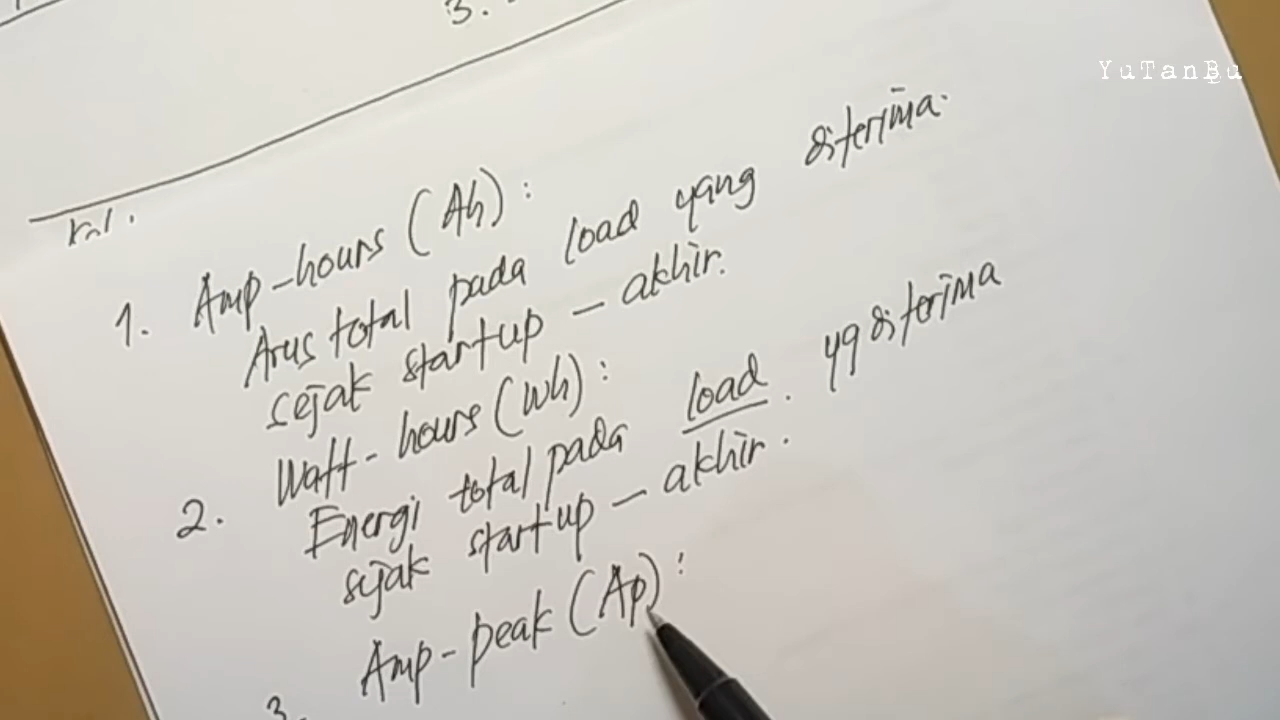 3.
YuTanBu
1. Amp-hours (Ah) :
Arus total pada load yang diterima.
sejak startup - akhir.
2. Watt-hours (Wh) :
Energi total pada load. yg diterima
sejak startup - akhir.
3. Amp-peak (Ap) :